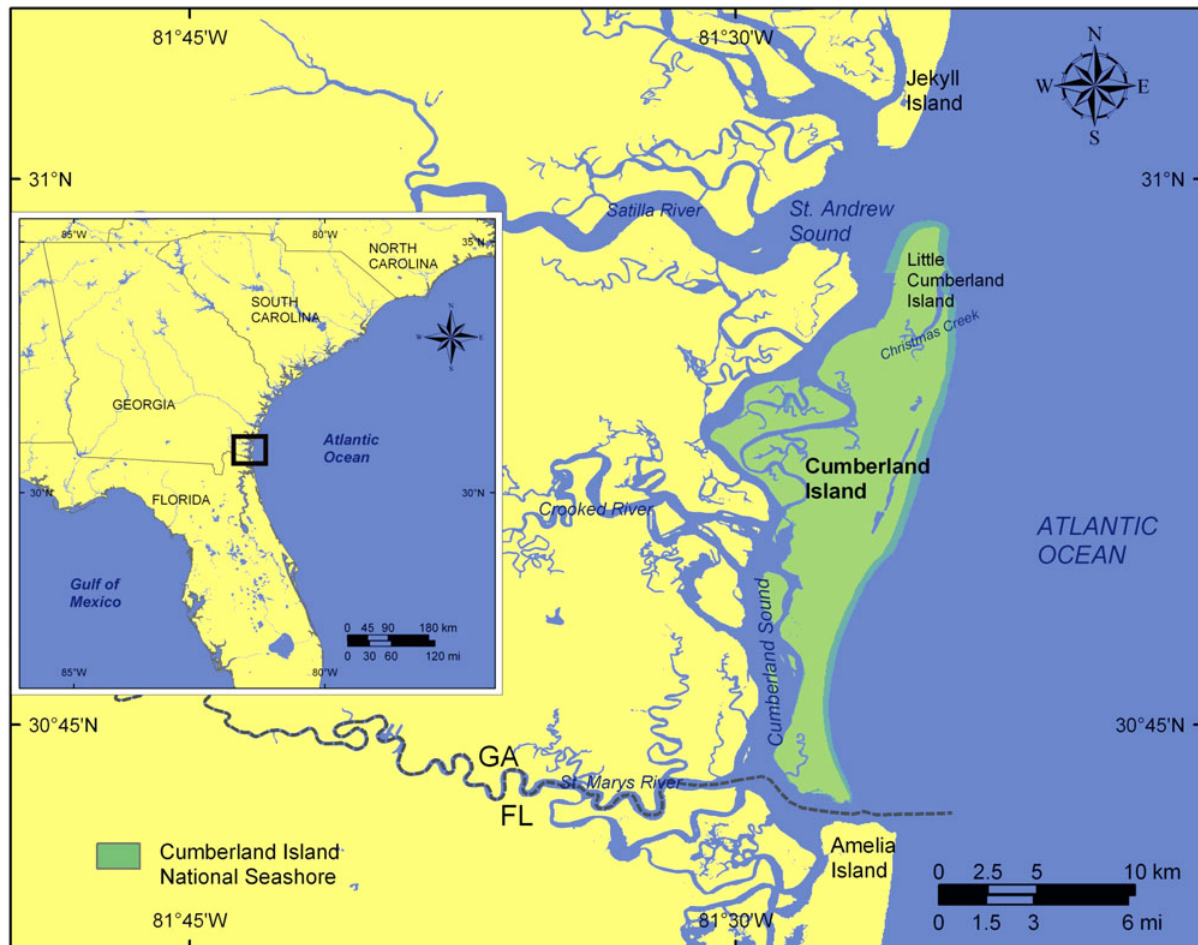 81°45'W
81°30'W
N
W
E
S
Jekyll
Island
31°N
31°N
Satilla River
St. Andrew
Sound
Little
Cumberland
Island
Christmas Creek
Cumberland
Island
Crooked River
ATLANTIC
OCEAN
Cumberland Sound
30°45'N
30°45'N
GA
St. Marys River
FL
Amelia
Island
Cumberland Island
National Seashore
0 2.5 5 10 km
0 1.5 3 6 mi
81°45'W
81°30'W
85°W
80°W
35°N
NORTH
CAROLINA
SOUTH
CAROLINA
N
W
E
S
GEORGIA
Atlantic
Ocean
30°N
30°N
FLORIDA
Gulf of
Mexico
0 45 90 180 km
0 30 60 120 mi
85°W
80°W